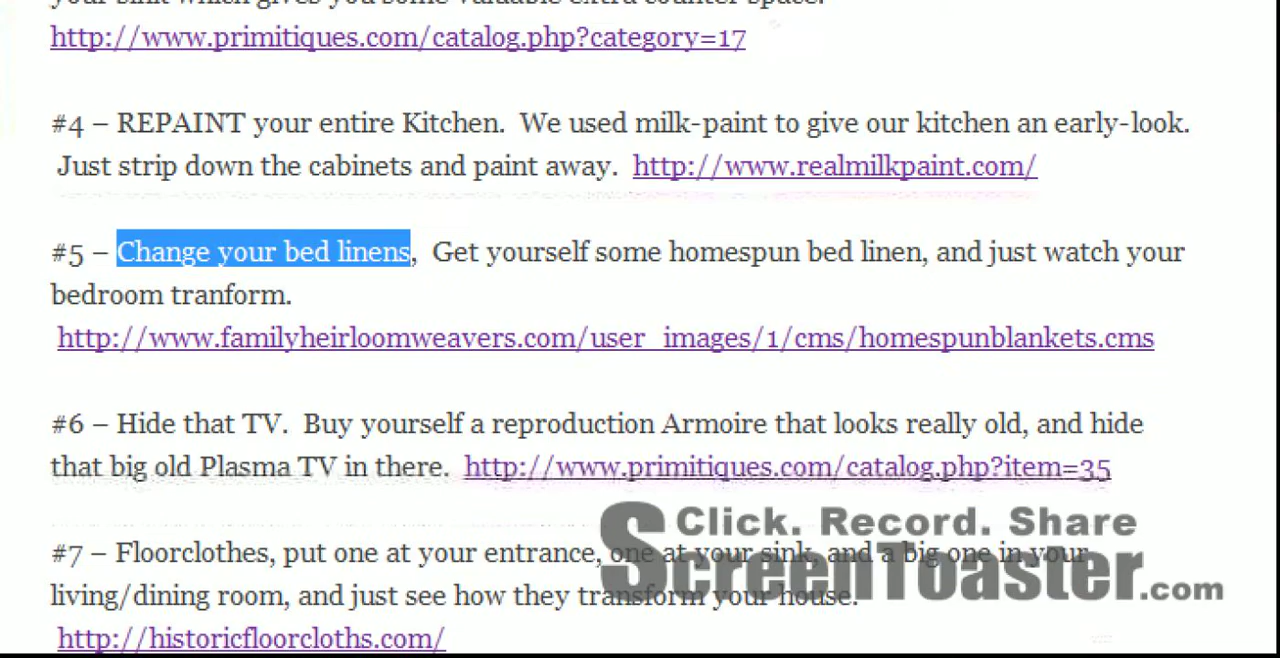 your sink which gives you some valuable extra counter space.
http://www.primitiques.com/catalog.php?category=17
#4 – REPAINT your entire Kitchen.  We used milk-paint to give our kitchen an early-look.
Just strip down the cabinets and paint away.  http://www.realmilkpaint.com/
#5 – Change your bed linens,  Get yourself some homespun bed linen, and just watch your
bedroom tranform.
http://www.familyheirloomweavers.com/user_images/1/cms/homespunblankets.cms
#6 – Hide that TV.  Buy yourself a reproduction Armoire that looks really old, and hide
that big old Plasma TV in there.  http://www.primitiques.com/catalog.php?item=35
Click. Record. Share
#7 – Floorclothes, put one at your entrance, one at your sink, and a big one in your
ScreenToaster.com
living/dining room, and just see how they transform your house.
http://historicfloorcloths.com/